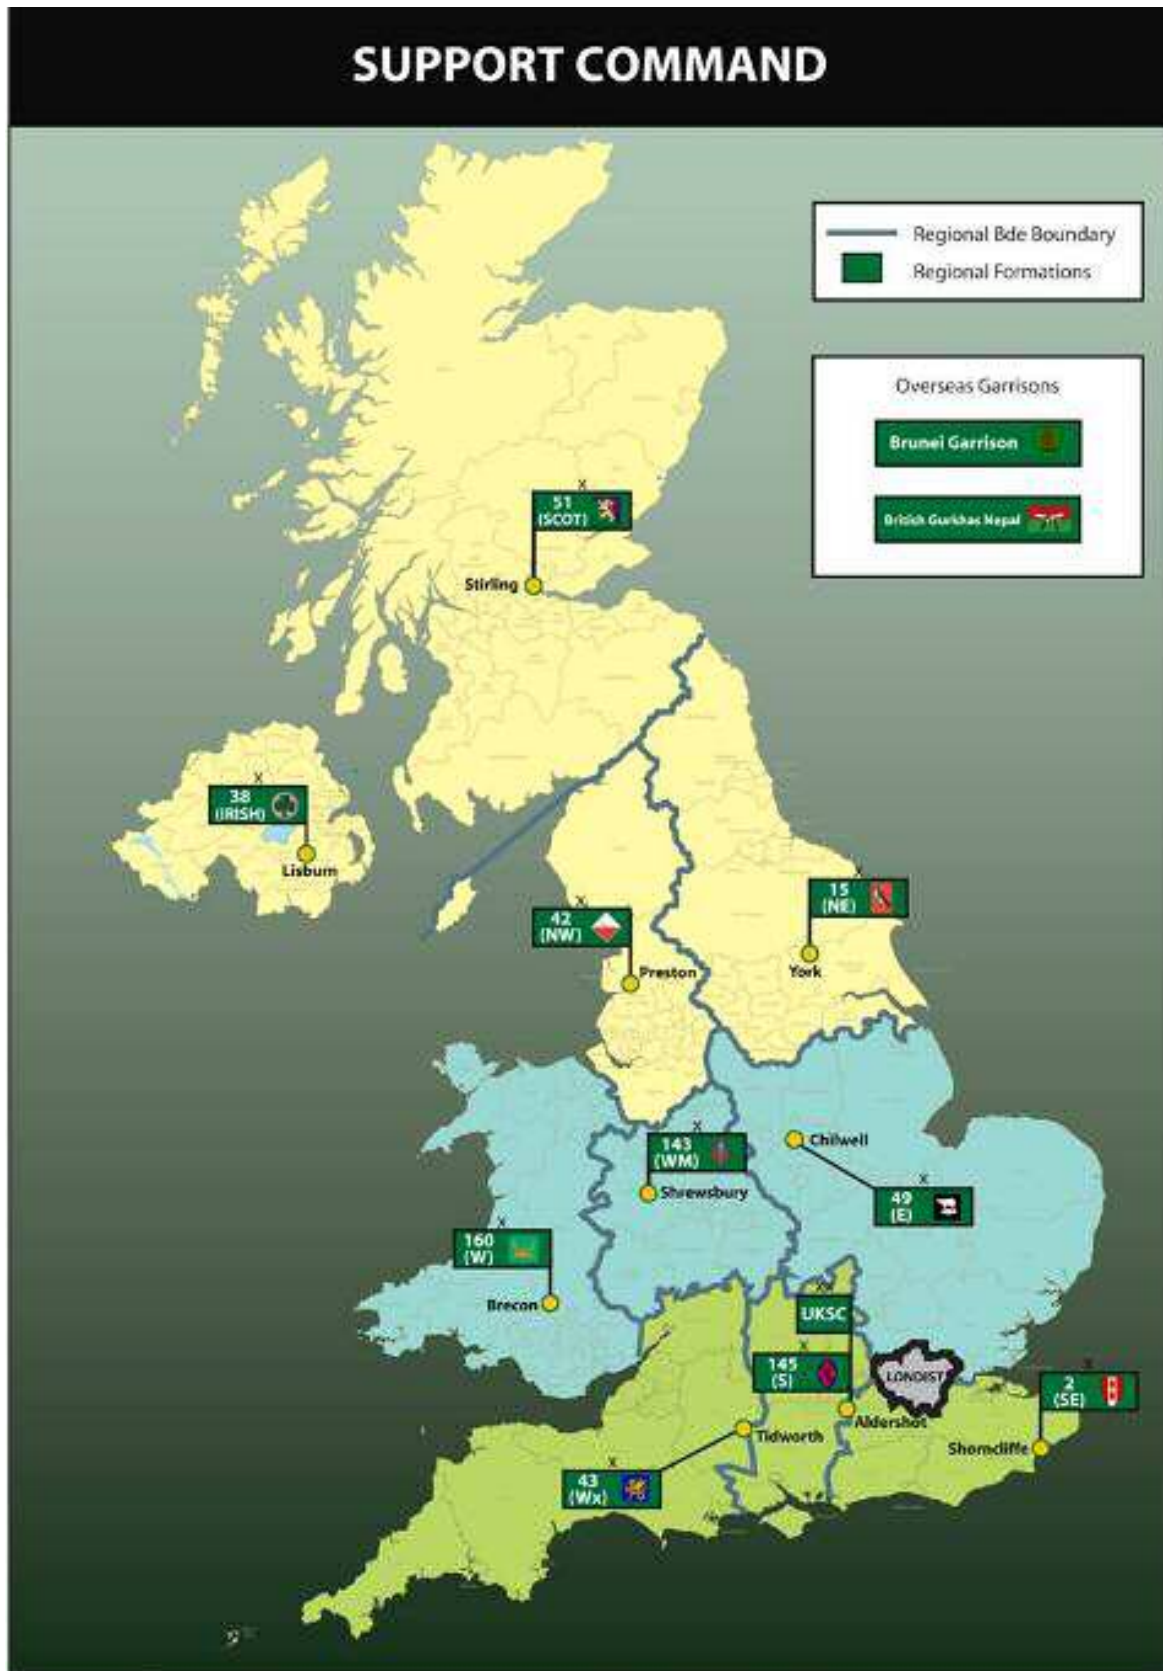 SUPPORT COMMAND
Regional Bde Boundary
Regional Formations
Overseas Garrisons
Brunei Garrison
British Gurkhas Nepal
X
51
(SCOT)
Stirling
X
38
(IRISH)
Lisburn
X
15
(NE)
York
X
42
(NW)
Preston
X
143
(WM)
Shrewsbury
Chilwell
X
49
(E)
X
160
(W)
Brecon
XX
UKSC
X
145
(S)
LONDIST
X
2
(SE)
Aldershot
Tidworth
Shorncliffe
X
43
(Wx)